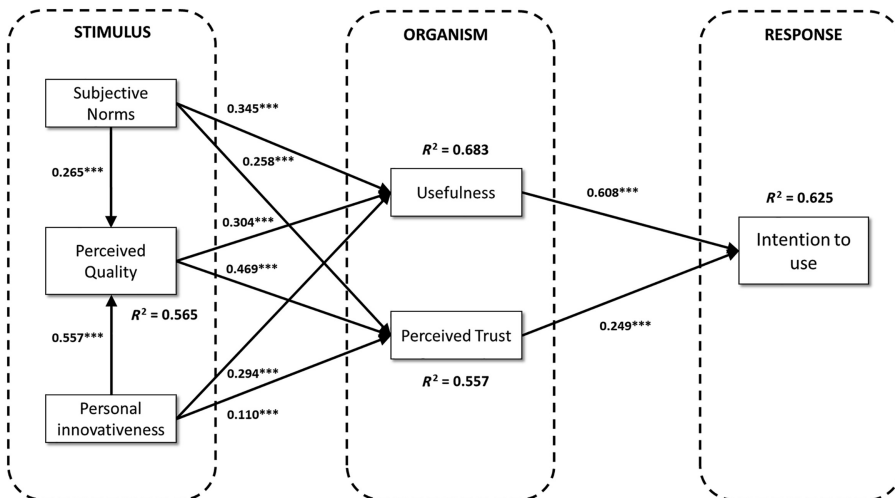 STIMULUS
ORGANISM
RESPONSE
Subjective
Norms
0.345***
0.258***
R² = 0.683
0.265***
Usefulness
0.608***
R² = 0.625
0.304***
Perceived
Quality
Intention to
use
0.469***
R² = 0.565
0.557***
Perceived Trust
0.249***
0.294***
R² = 0.557
Personal
innovativeness
0.110***